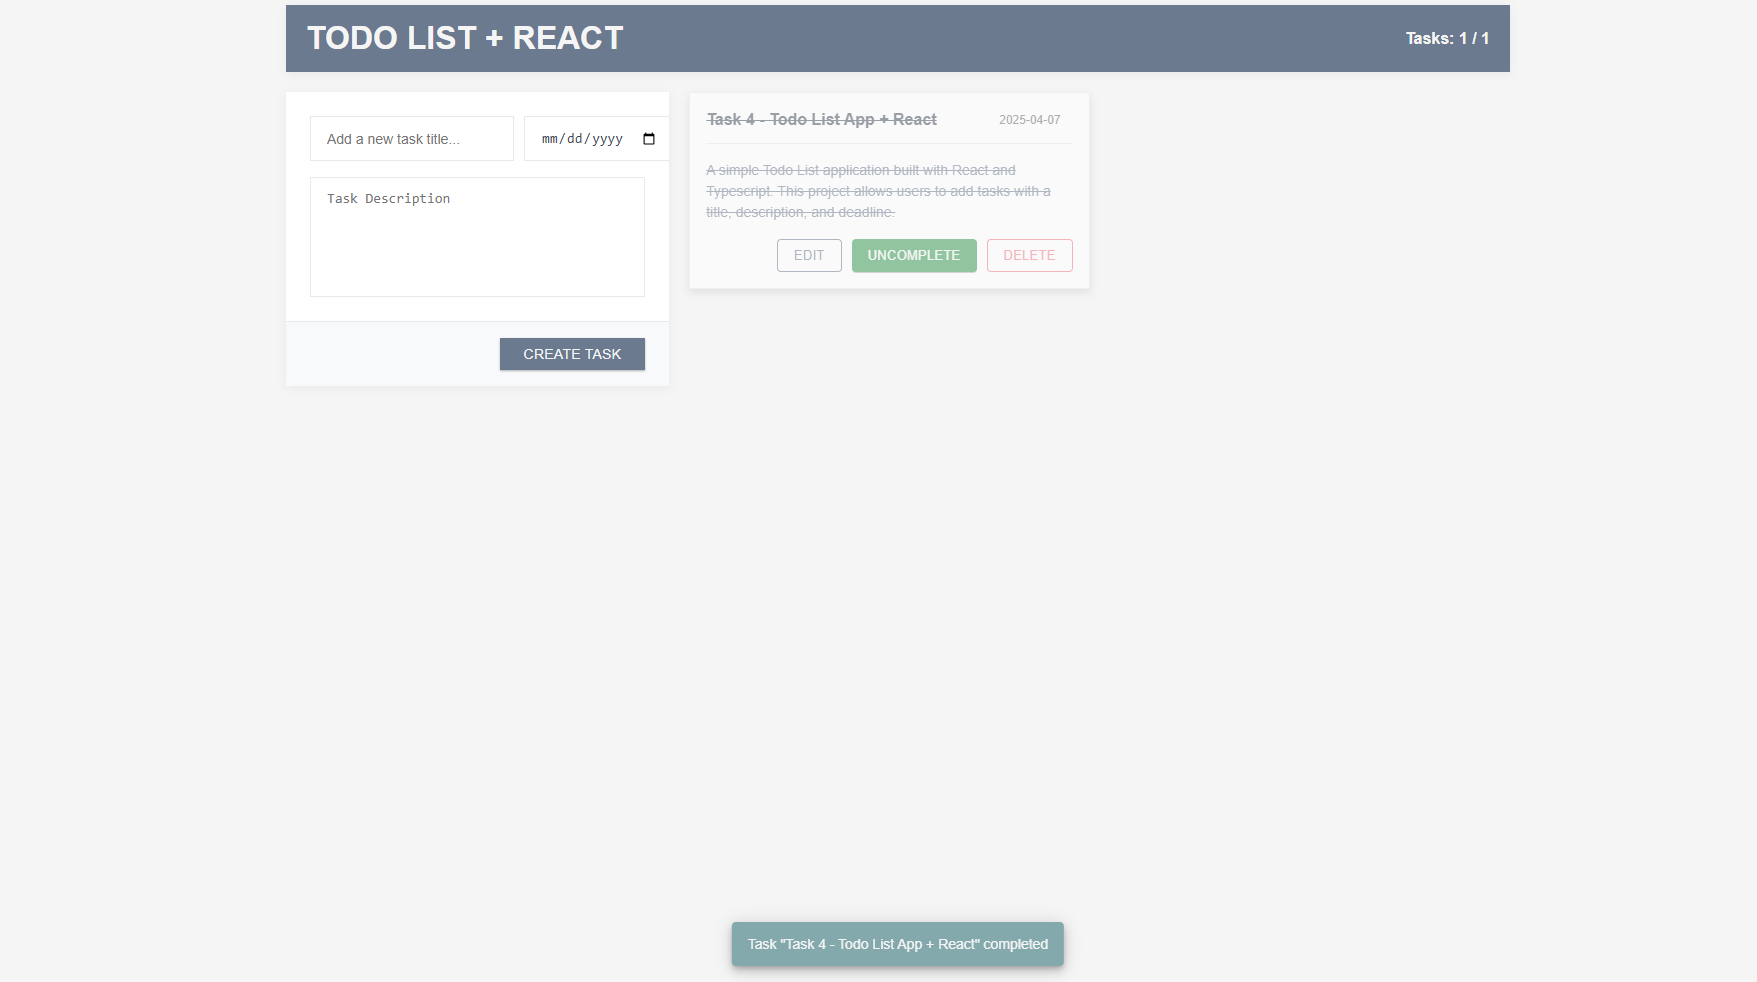 TODO LIST + REACT
Tasks: 1 / 1
Add a new task title...
mm/dd/yyyy
Task Description
CREATE TASK
Task 4 - Todo List App + React
2025-04-07
A simple Todo List application built with React and
Typescript. This project allows users to add tasks with a
title, description, and deadline.
EDIT
UNCOMPLETE
DELETE
Task "Task 4 - Todo List App + React" completed